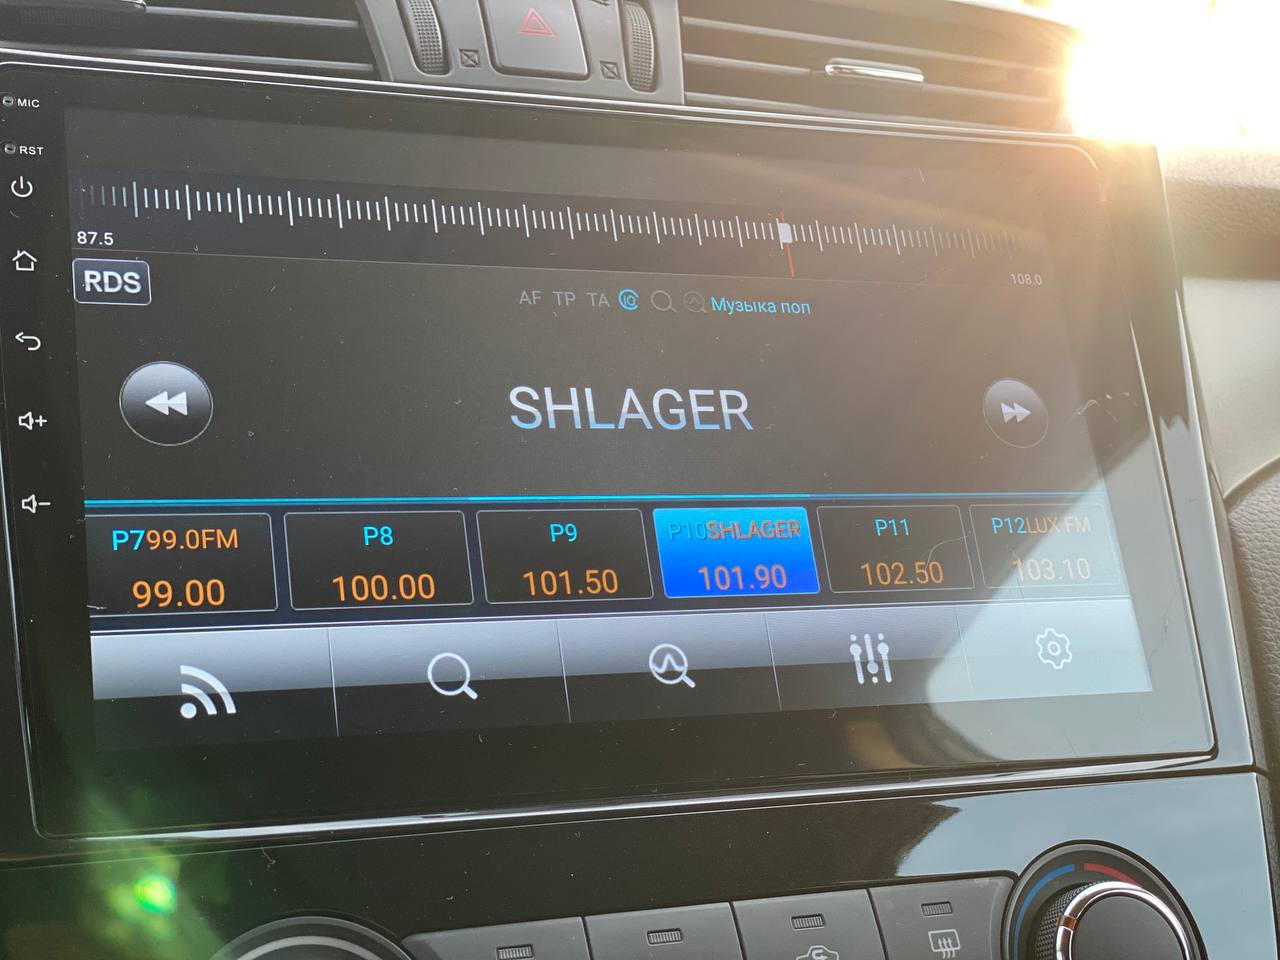 MIC
RST
87.5
108.0
RDS
AF TP TA Музыка поп
SHLAGER
P799.0FM
99.00
P8
100.00
P9
101.50
P10SHLAGER
101.90
P11
102.50
P12LUX FM
103.10